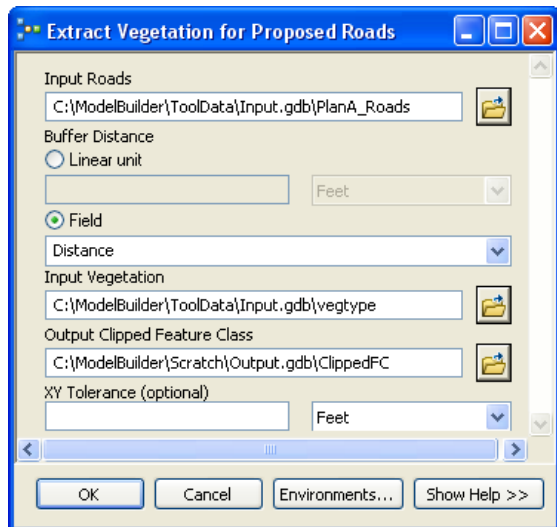 Extract Vegetation for Proposed Roads
Input Roads
C:\ModelBuilder\ToolData\Input.gdb\PlanA_Roads
Buffer Distance
Linear unit
Feet
Field
Distance
Input Vegetation
C:\ModelBuilder\ToolData\Input.gdb\vegtype
Output Clipped Feature Class
C:\ModelBuilder\Scratch\Output.gdb\ClippedFC
XY Tolerance (optional)
Feet
OK Cancel Environments... Show Help >>